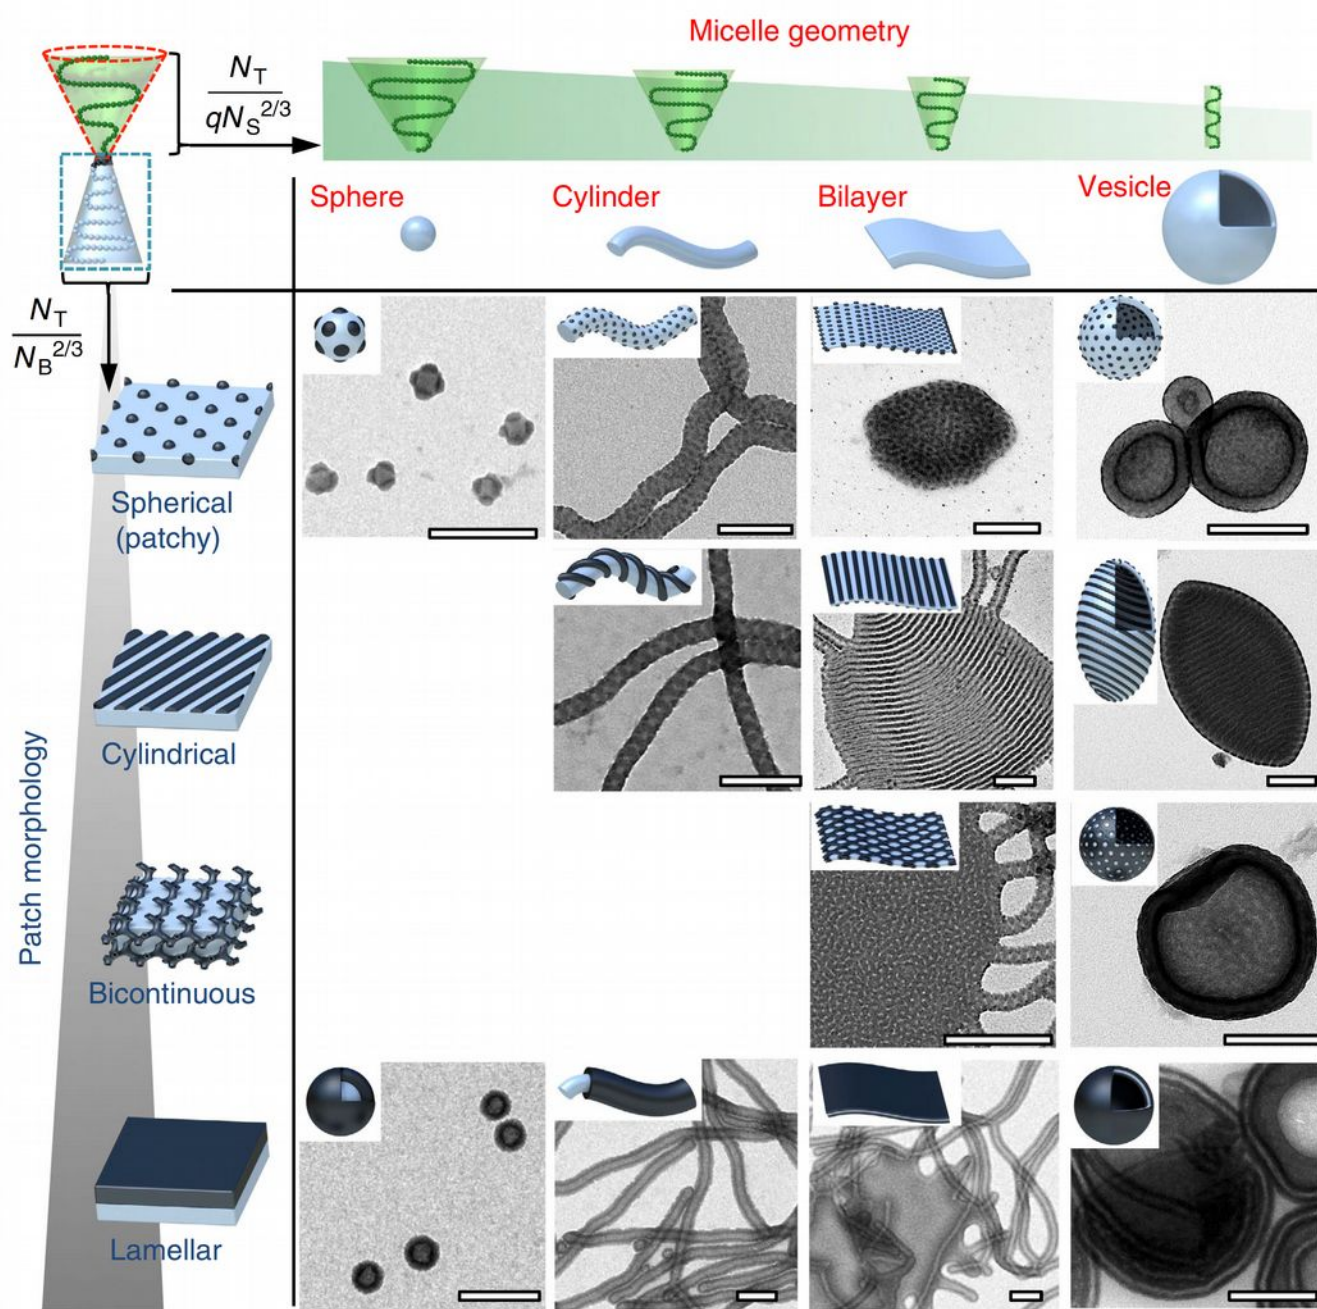 Micelle geometry
N_T
qN_S^2/3
Sphere
Cylinder
Bilayer
Vesicle
N_T
N_B^2/3
Spherical
(patchy)
Cylindrical
Patch morphology
Bicontinuous
Lamellar